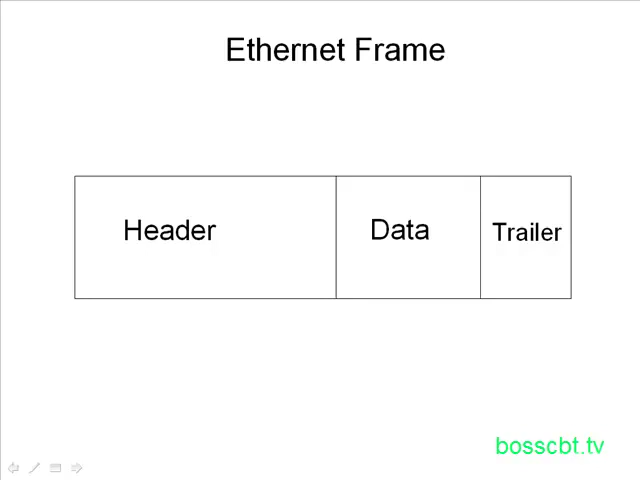 Ethernet Frame
Header
Data
Trailer
bosscbt.tv